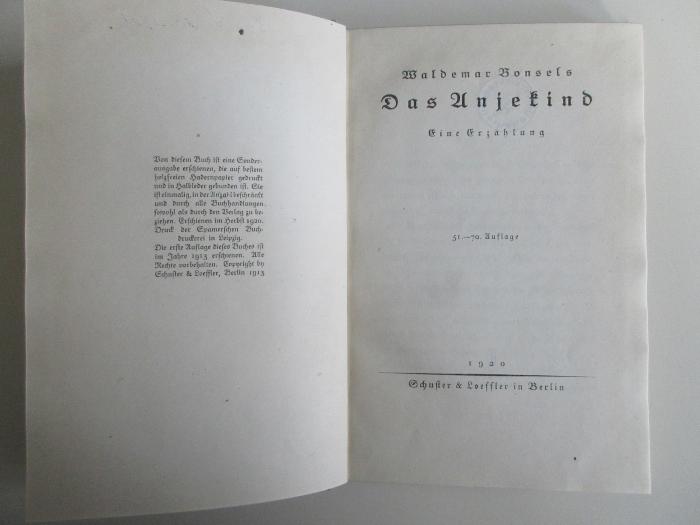 Von diesem Buch ist eine Sonder-
ausgabe erschienen, die auf bestem
holzfreien Hadernpapier gedruckt
und in Halbleder gebunden ist. Sie
ist einmalig, in der Anzahl beschränkt
und durch alle Buchhandlungen
sowohl als durch den Verlag zu be-
ziehen. Erschienen im Herbst 1920.
Druck der Spamerschen Buch-
druckerei in Leipzig.
Die erste Auflage dieses Buches ist
im Jahre 1913 erschienen. Alle
Rechte vorbehalten. Copyright by
Schuster & Loeffler, Berlin 1913
Waldemar Bonsels
Das Anjekind
Eine Erzählung
51.—70. Auflage
1920
Schuster & Loeffler in Berlin